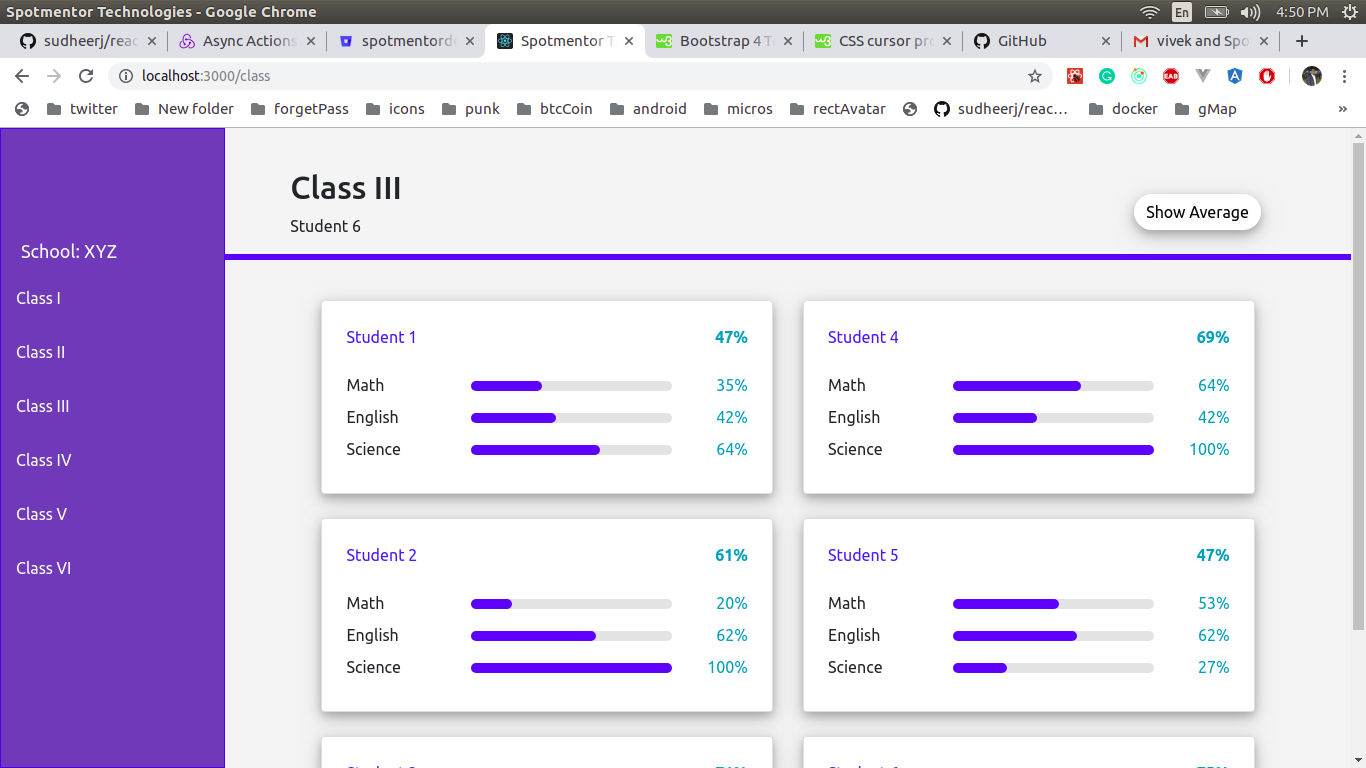 Spotmentor Technologies - Google Chrome
En
4:50 PM
sudheerj/reac
Async Actions
spotmentord
Spotmentor T
Bootstrap 4 T
CSS cursor pro
GitHub
vivek and Spo
localhost:3000/class
twitter
New folder
forgetPass
icons
punk
btcCoin
android
micros
rectAvatar
sudheerj/reac…
docker
gMap
»
School: XYZ
Class I
Class II
Class III
Class IV
Class V
Class VI
Class III
Student 6
Show Average
Student 1 47%
Math 35%
English 42%
Science 64%
Student 4 69%
Math 64%
English 42%
Science 100%
Student 2 61%
Math 20%
English 62%
Science 100%
Student 5 47%
Math 53%
English 62%
Science 27%